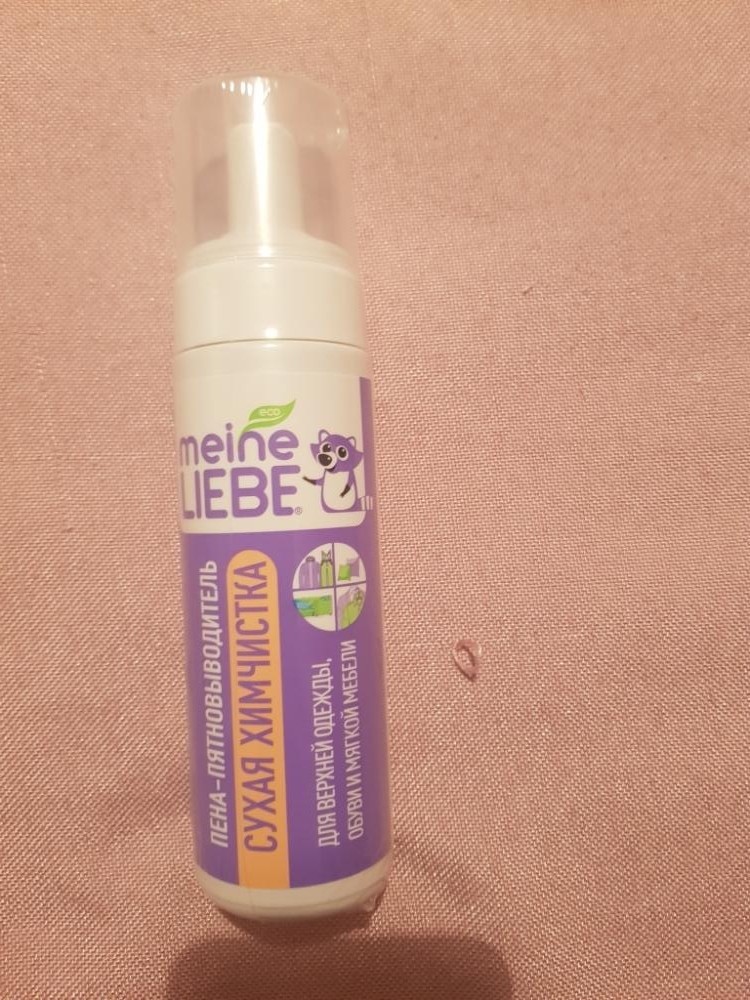 eco
meine
LIEBE®
ПЕНА-ПЯТНОВЫВОДИТЕЛЬ
СУХАЯ ХИМЧИСТКА
ДЛЯ ВЕРХНЕЙ ОДЕЖДЫ,
ОБУВИ И МЯГКОЙ МЕБЕЛИ